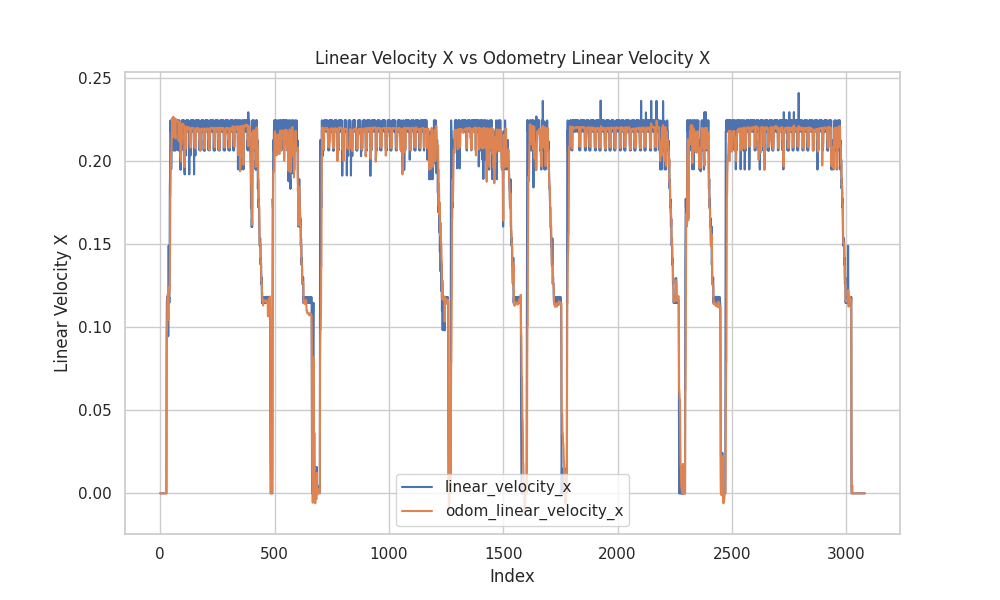 Linear Velocity X vs Odometry Linear Velocity X
0.25
0.20
0.15
0.10
0.05
0.00
Linear Velocity X
linear_velocity_x
odom_linear_velocity_x
0 500 1000 1500 2000 2500 3000
Index